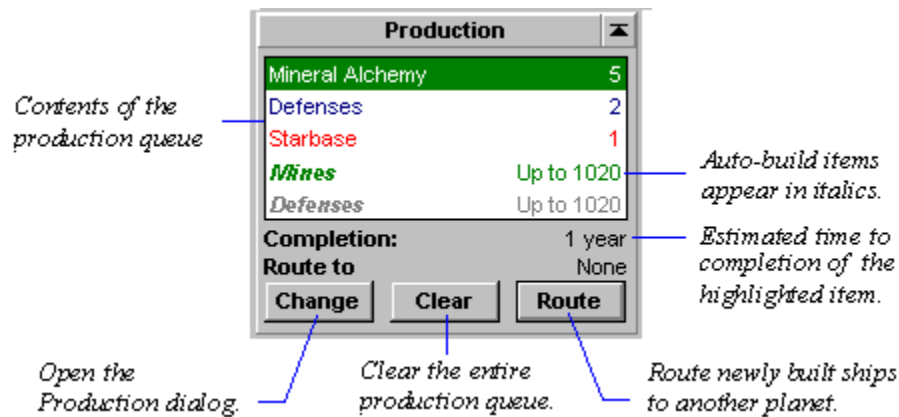 Production
Mineral Alchemy 5
Defenses 2
Starbase 1
Mines Up to 1020
Defenses Up to 1020
Completion: 1 year
Route to None
Change Clear Route
Contents of the
production queue
Auto-build items
appear in italics.
Estimated time to
completion of the
highlighted item.
Open the
Production dialog.
Clear the entire
production queue.
Route newly built ships
to another planet.